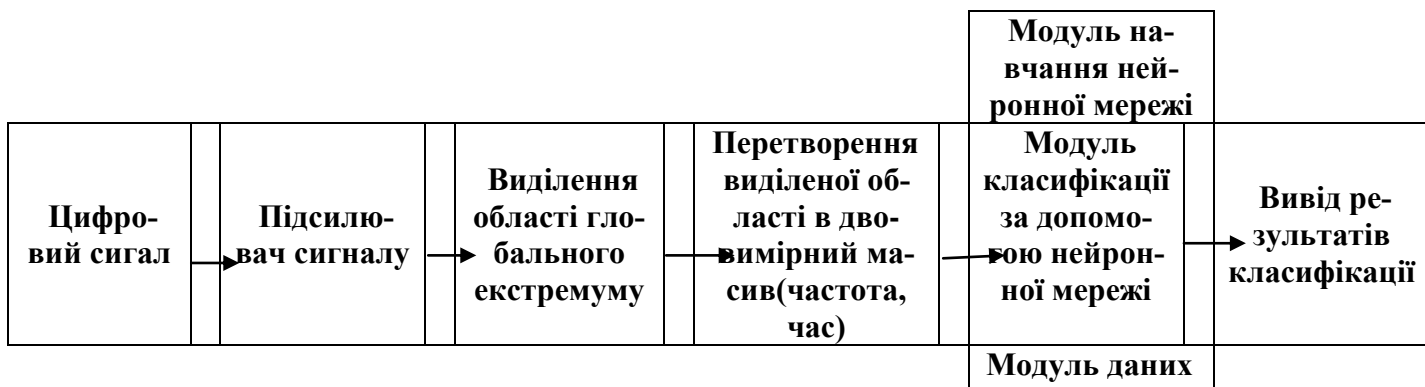 Модуль на-
вчання ней-
ронної мережі
Цифро-
вий сигал
Підсилю-
вач сигналу
Виділення
області гло-
бального
екстремуму
Перетворення
виділеної об-
ласті в дво-
вимірний ма-
сив(частота,
час)
Модуль
класифікації
за допомо-
гою нейрон-
ної мережі
Вивід ре-
зультатів
класифікації
Модуль даних